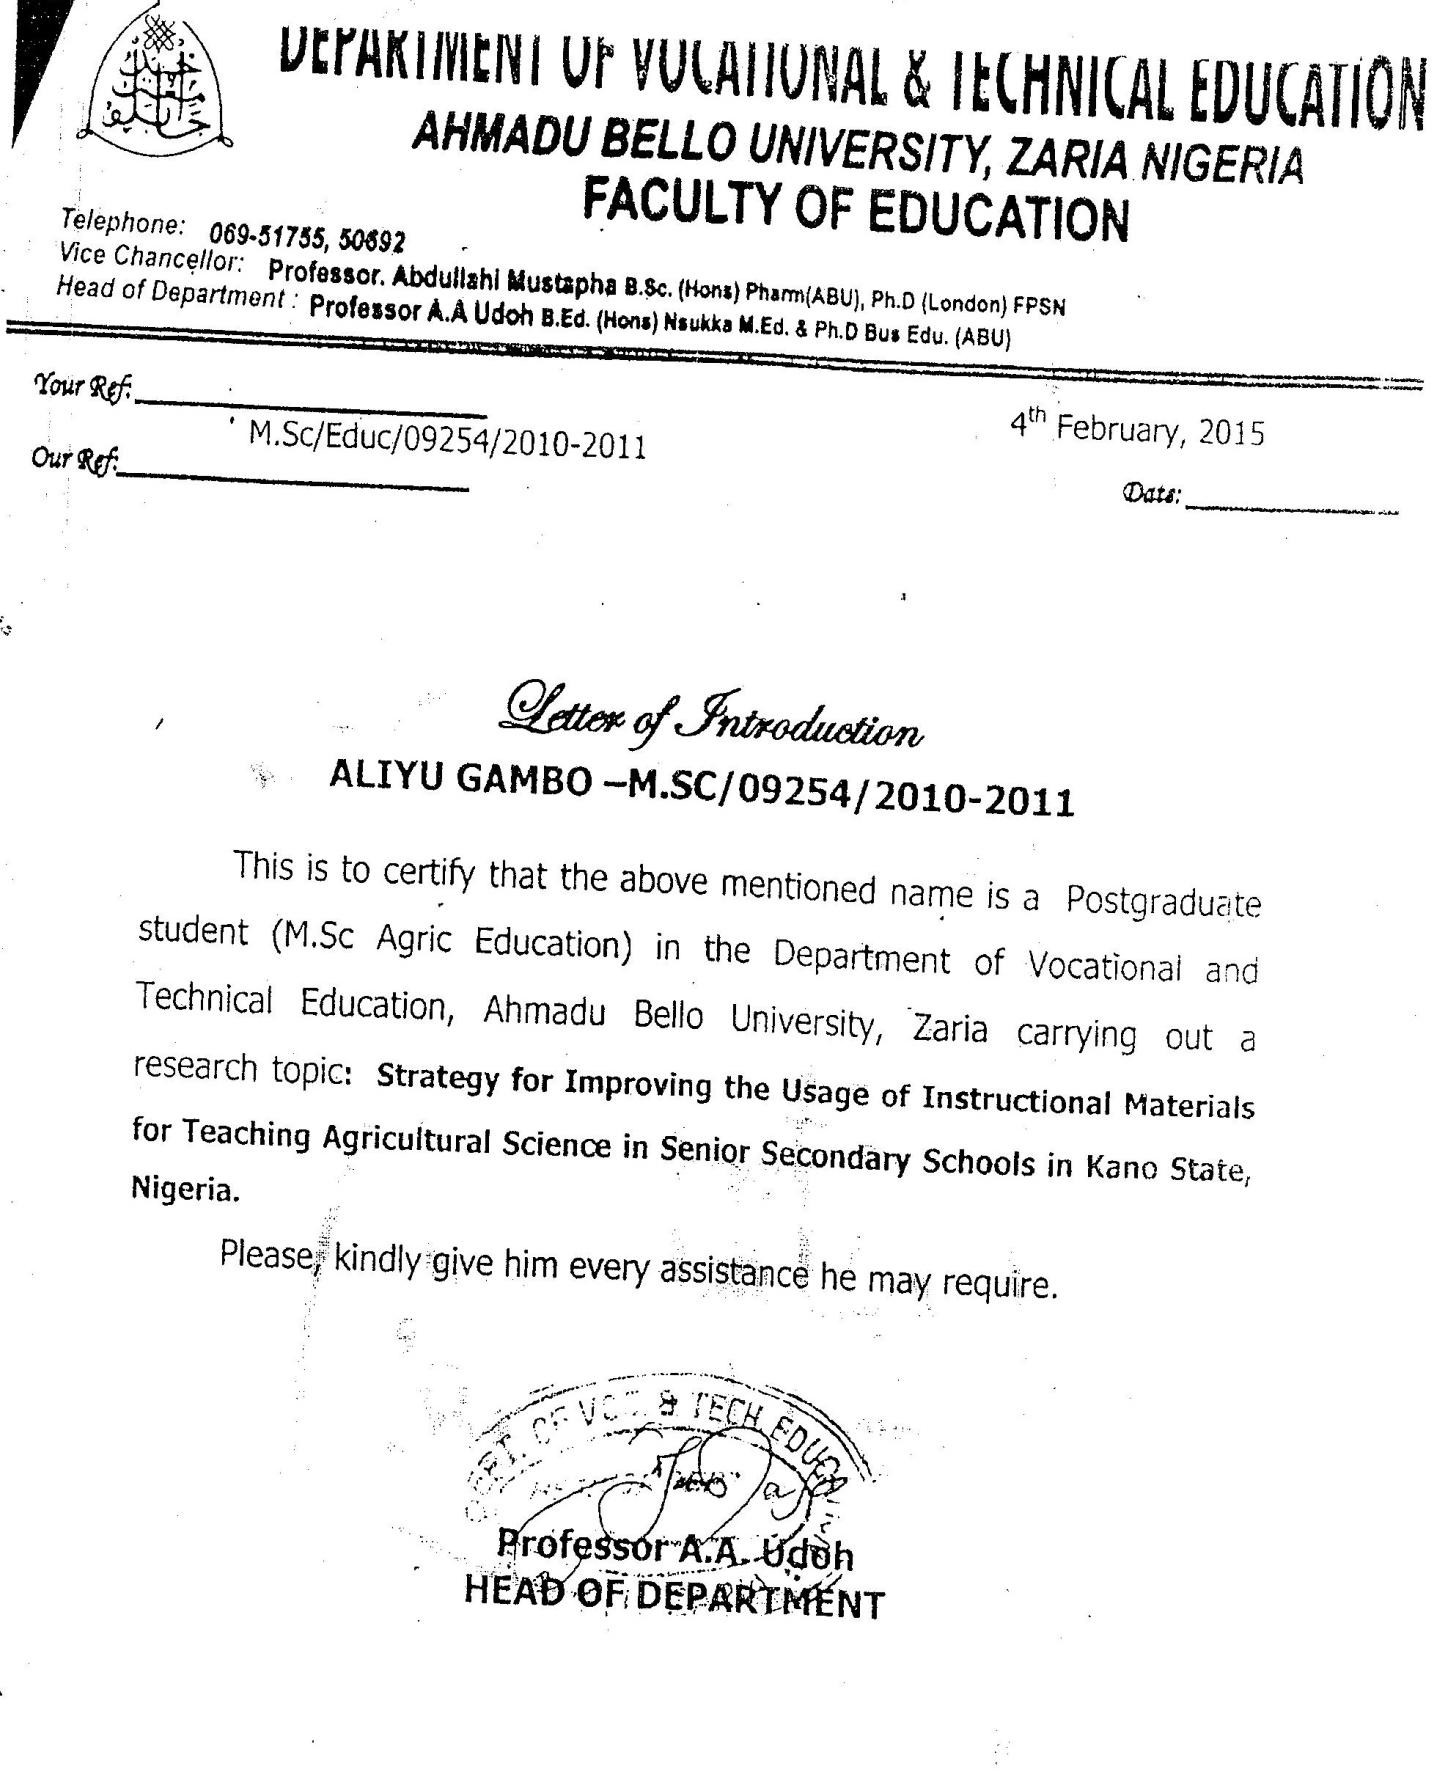 DEPARTMENT OF VOCATIONAL & TECHNICAL EDUCATION
AHMADU BELLO UNIVERSITY, ZARIA NIGERIA
FACULTY OF EDUCATION
Telephone: 069-51755, 50692
Vice Chancellor: Professor. Abdullahi Mustapha B.Sc. (Hons) Pharm(ABU), Ph.D (London) FPSN
Head of Department : Professor A.A Udoh B.Ed. (Hons) Nsukka M.Ed. & Ph.D Bus Edu. (ABU)
Your Ref:
M.Sc/Educ/09254/2010-2011
4th February, 2015
Our Ref:
Date:
Letter of Introduction
ALIYU GAMBO –M.SC/09254/2010-2011
This is to certify that the above mentioned name is a Postgraduate
student (M.Sc Agric Education) in the Department of Vocational and
Technical Education, Ahmadu Bello University, Zaria carrying out a
research topic: Strategy for Improving the Usage of Instructional Materials
for Teaching Agricultural Science in Senior Secondary Schools in Kano State,
Nigeria.
Please, kindly give him every assistance he may require.
DEPT. OF VOC & TECH EDUCA
Professor A.A. Udoh
HEAD OF DEPARTMENT